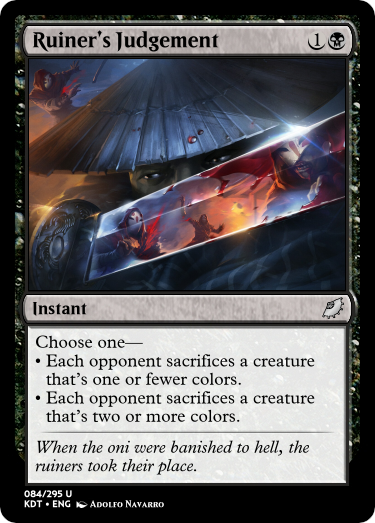 Ruiner's Judgement 1
Instant
Choose one—
• Each opponent sacrifices a creature
that's one or fewer colors.
• Each opponent sacrifices a creature
that's two or more colors.
When the oni were banished to hell, the
ruiners took their place.
084/295 U
KDT • ENG Adolfo Navarro